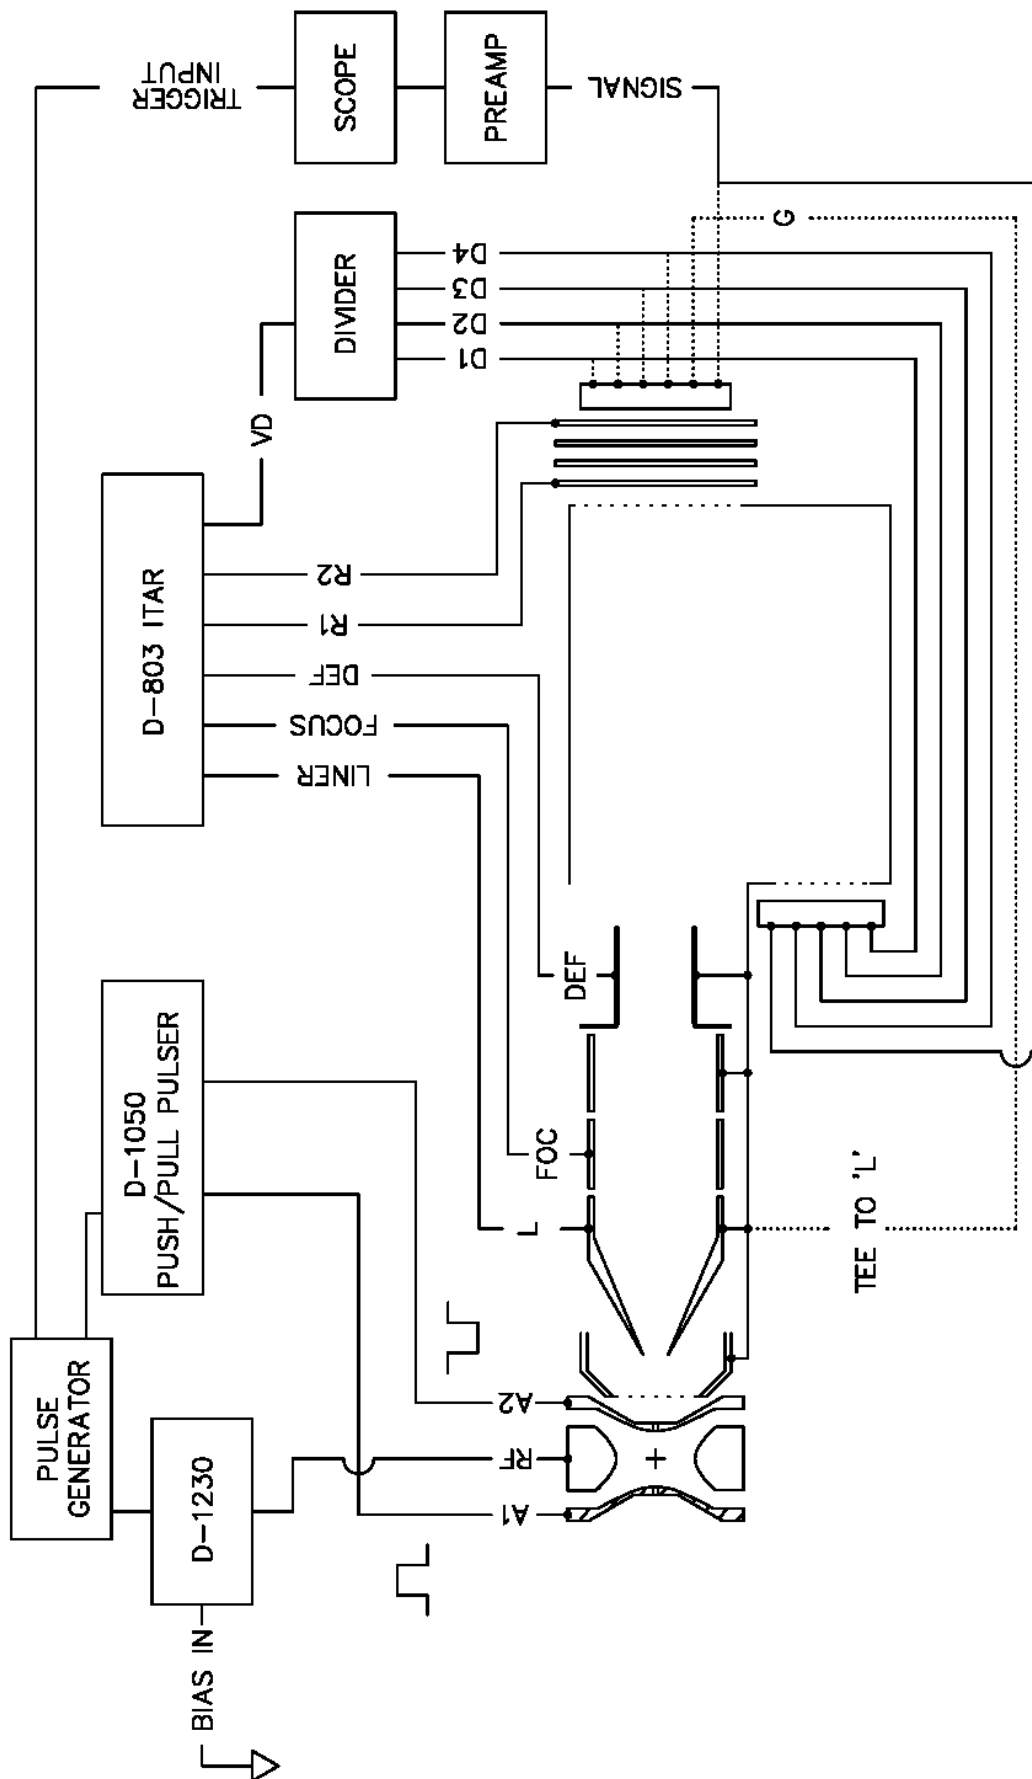 TRIGGER
INPUT
SCOPE
PREAMP
SIGNAL
DIVIDER
D4
D3
D2
D1
G
VD
D-803 ITAR
R2
R1
DEF
FOCUS
LINER
D-1050
PUSH/PULL PULSER
DEF
FOC
L
TEE TO 'L'
PULSE
GENERATOR
D-1230
BIAS IN
A2
RF
A1